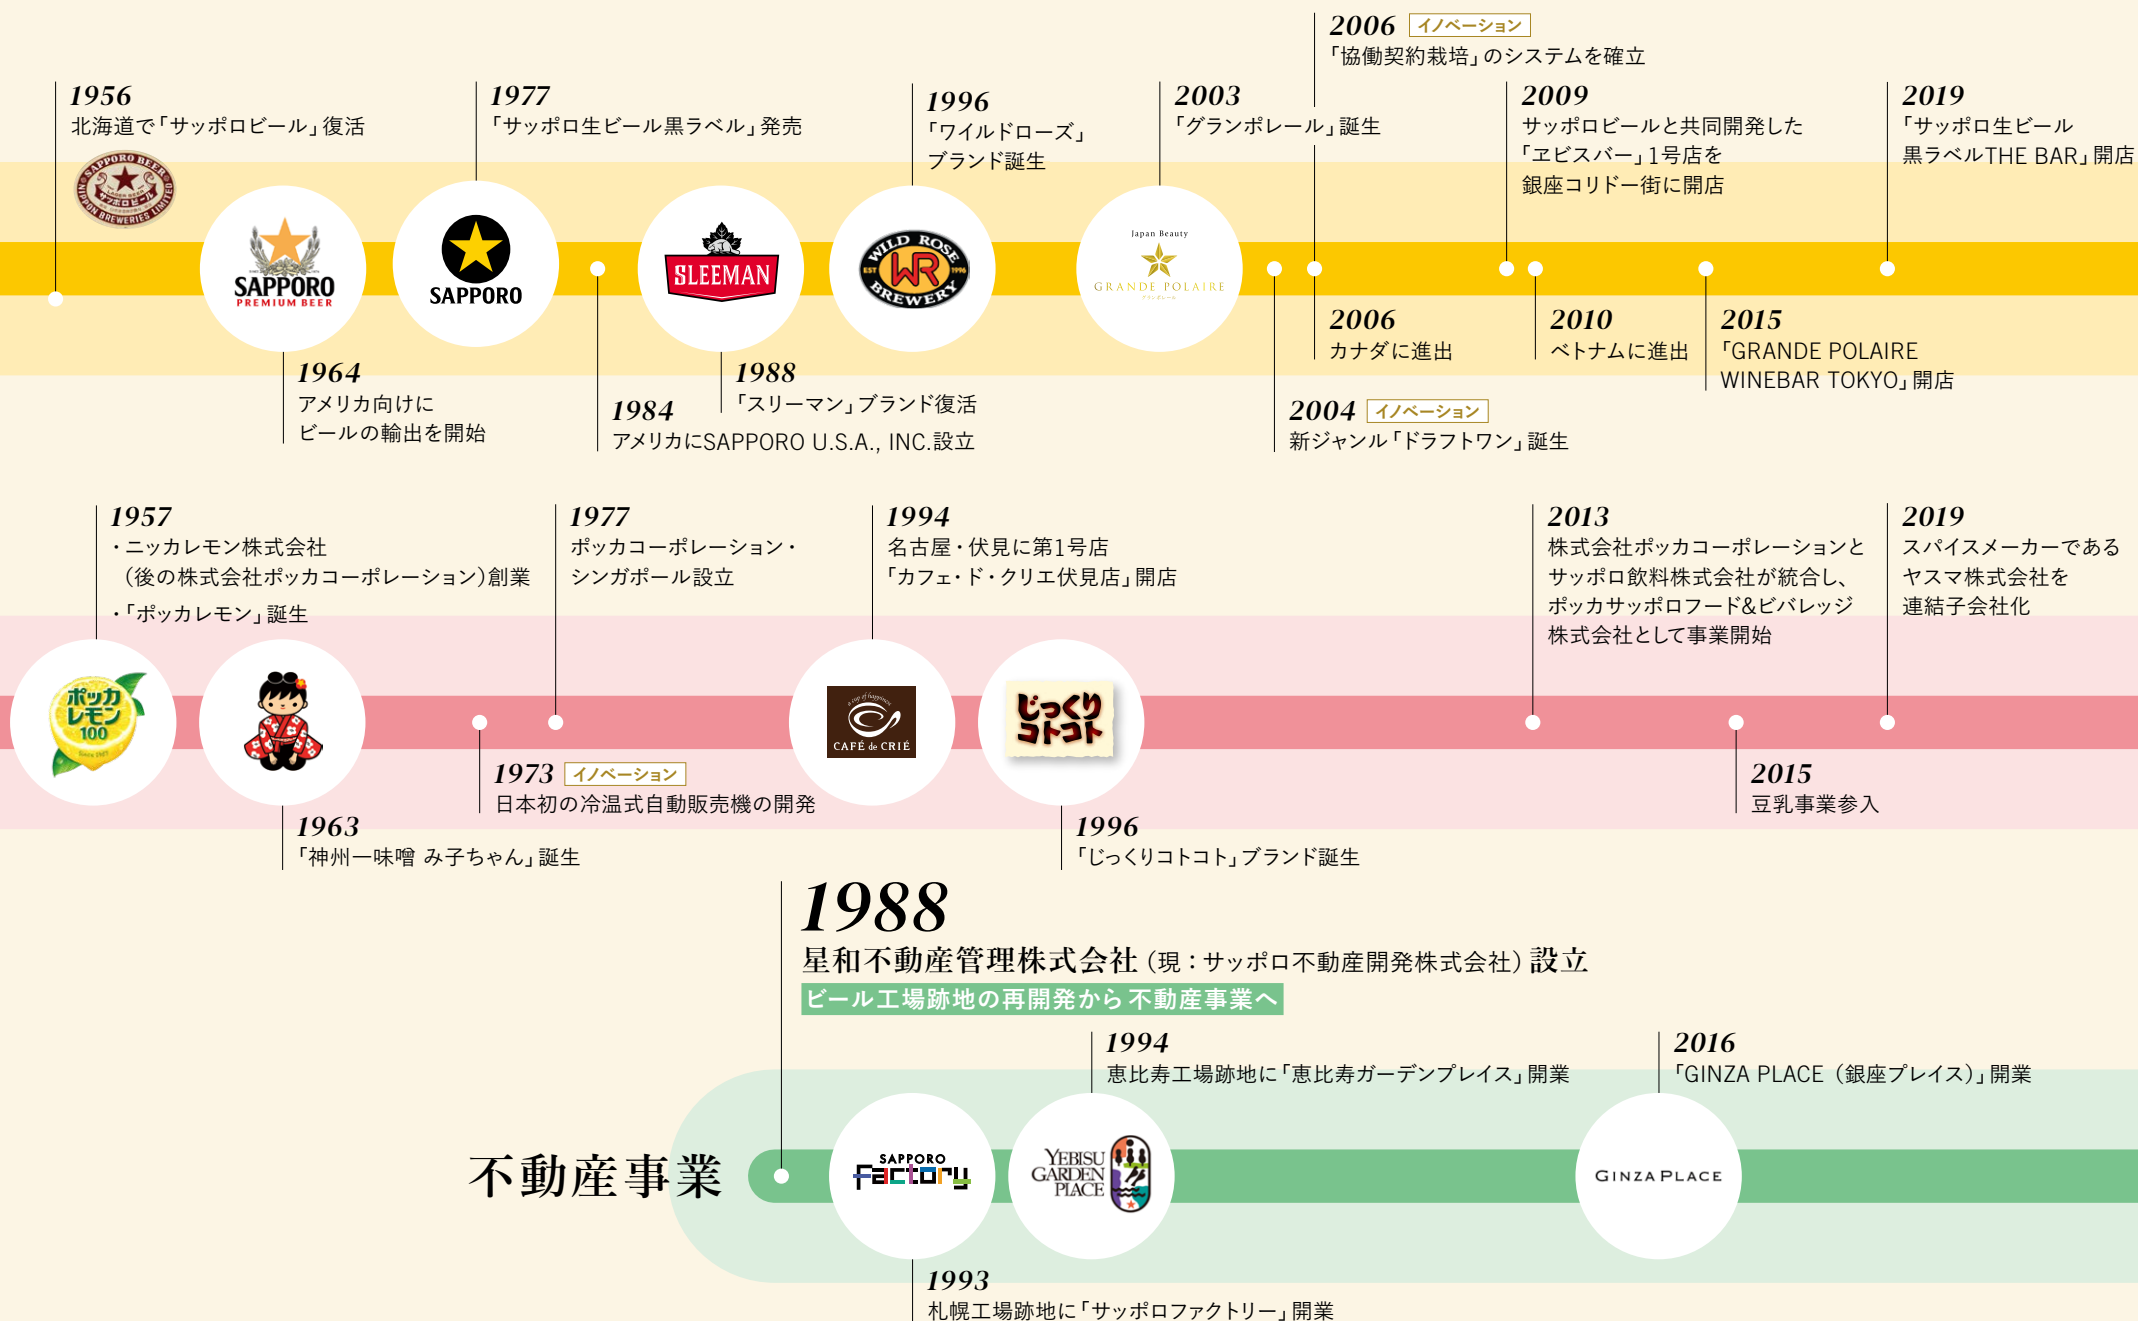 2006 イノベーション
「協働契約栽培」のシステムを確立
1956
北海道で「サッポロビール」復活
1977
「サッポロ生ビール黒ラベル」発売
1996
「ワイルドローズ」
ブランド誕生
2003
「グランポレール」誕生
2009
サッポロビールと共同開発した
「ヱビスバー」1号店を
銀座コリドー街に開店
2019
「サッポロ生ビール
黒ラベルTHE BAR」開店
SAPPORO BEER
サッポロビール
NIPPON BREWERIES LIMITED
SAPPORO
PREMIUM BEER
SAPPORO
SLEEMAN
WILD ROSE
EST WR 1996
BREWERY
Japan Beauty
GRANDE POLAIRE
グランポレール
1964
アメリカ向けに
ビールの輸出を開始
1984
アメリカにSAPPORO U.S.A., INC.設立
1988
「スリーマン」ブランド復活
2004 イノベーション
新ジャンル「ドラフトワン」誕生
2006
カナダに進出
2010
ベトナムに進出
2015
「GRANDE POLAIRE
WINEBAR TOKYO」開店
1957
・ニッカレモン株式会社
（後の株式会社ポッカコーポレーション）創業
・「ポッカレモン」誕生
1977
ポッカコーポレーション・
シンガポール設立
1994
名古屋・伏見に第1号店
「カフェ・ド・クリエ伏見店」開店
2013
株式会社ポッカコーポレーションと
サッポロ飲料株式会社が統合し、
ポッカサッポロフード&ビバレッジ
株式会社として事業開始
2019
スパイスメーカーである
ヤスマ株式会社を
連結子会社化
ポッカ
レモン
100
Since 1957
a cup of happiness
CAFÉ de CRIÉ
じっくり
コトコト
1963
「神州一味噌 み子ちゃん」誕生
1973 イノベーション
日本初の冷温式自動販売機の開発
1996
「じっくりコトコト」ブランド誕生
2015
豆乳事業参入
1988
星和不動産管理株式会社（現：サッポロ不動産開発株式会社）設立
ビール工場跡地の再開発から不動産事業へ
1994
恵比寿工場跡地に「恵比寿ガーデンプレイス」開業
2016
「GINZA PLACE（銀座プレイス）」開業
不動産事業
SAPPORO
Factory
YEBISU
GARDEN
PLACE
GINZA PLACE
1993
札幌工場跡地に「サッポロファクトリー」開業